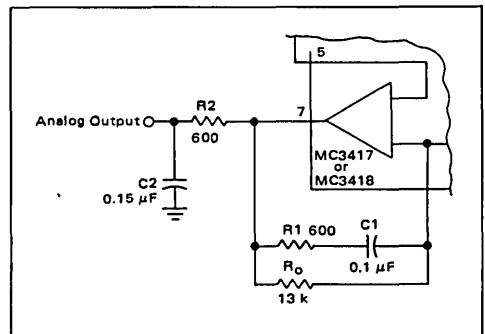 5
R2
Analog Output
7
600
MC3417
or
MC3418
C2
0.15 µF
R1 600
C1
0.1 µF
Ro
13 k